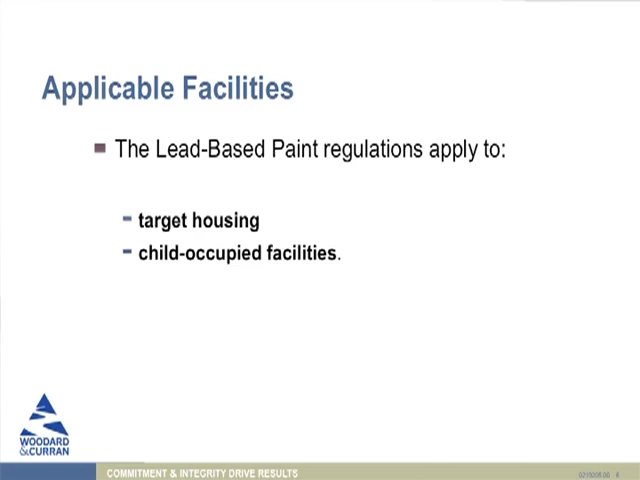 Applicable Facilities
The Lead-Based Paint regulations apply to:
target housing
child-occupied facilities.
WOODARD
&CURRAN
COMMITMENT & INTEGRITY DRIVE RESULTS